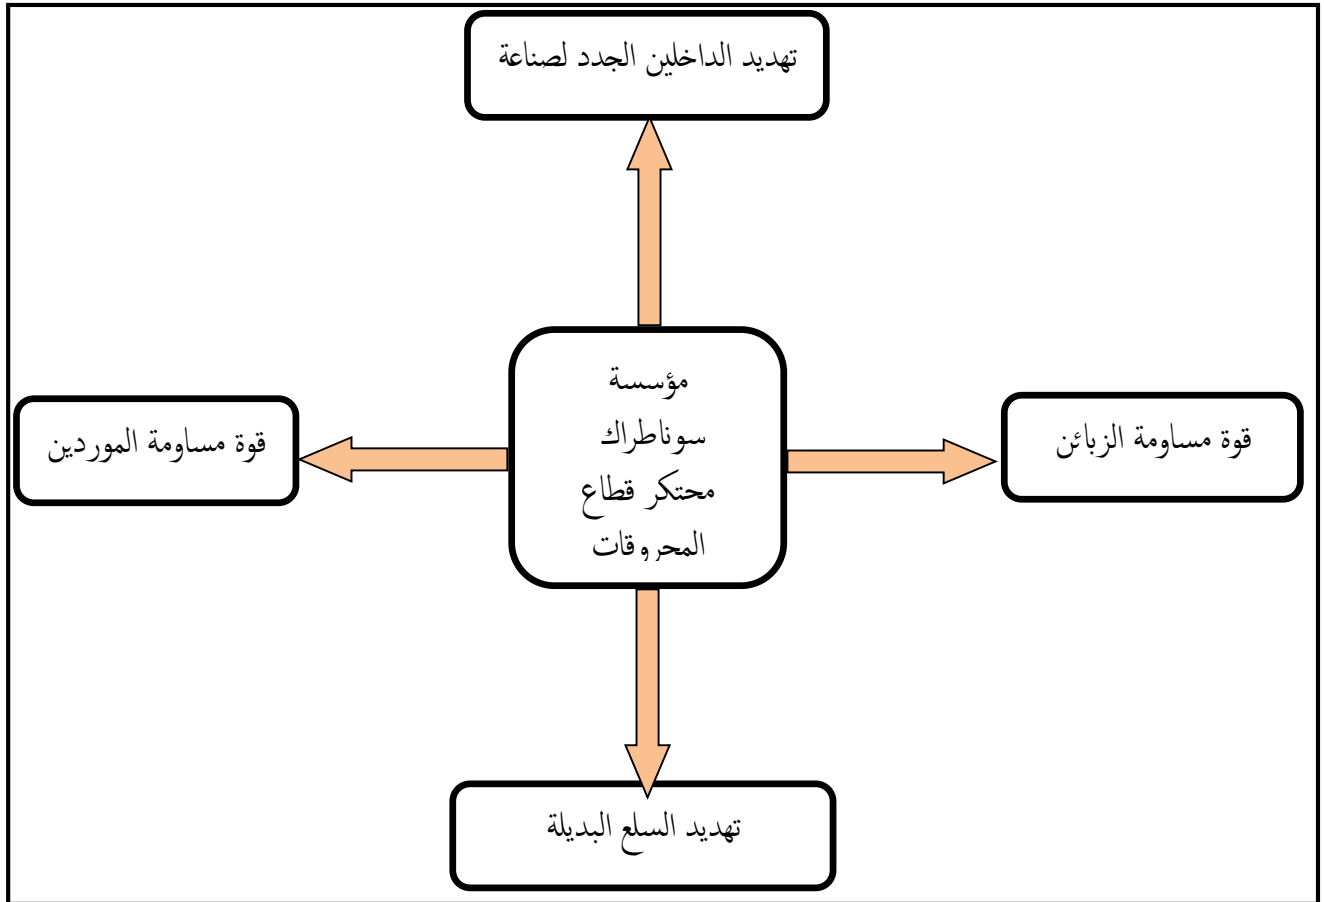 تهديد الداخلين الجدد لصناعة
مؤسسة
سوناطراك
محتكر قطاع
المحروقات
قوة مساومة الزبائن
قوة مساومة الموردين
تهديد السلع البديلة